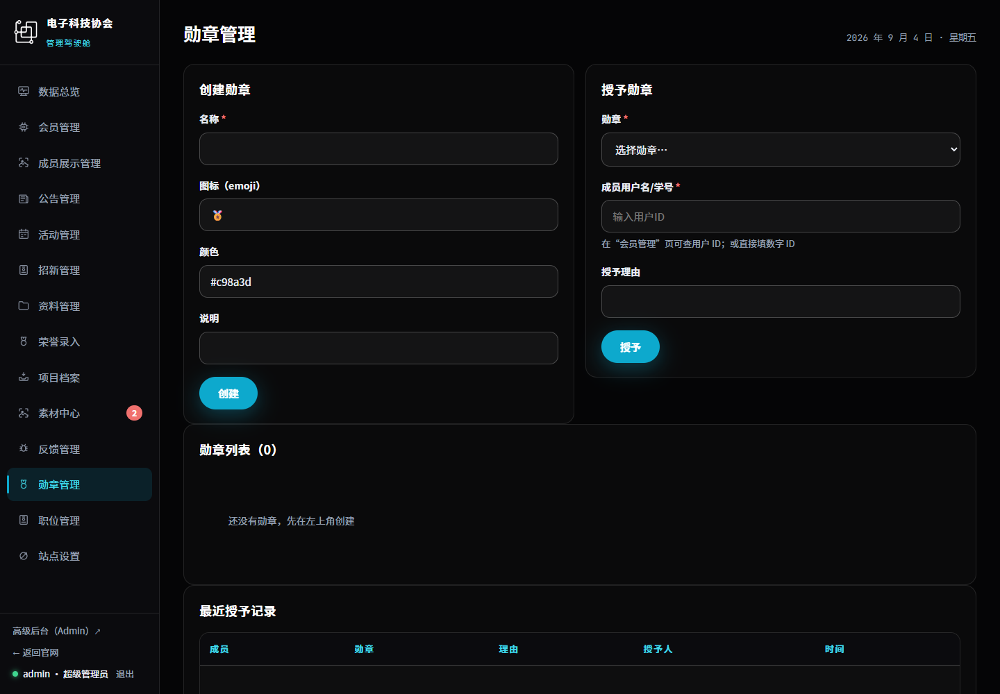 电子科技协会
管理驾驶舱
数据总览
会员管理
成员展示管理
公告管理
活动管理
招新管理
资料管理
荣誉录入
项目档案
素材中心 2
反馈管理
勋章管理
职位管理
站点设置
高级后台（Admin）↗
← 返回官网
admin · 超级管理员 退出
勋章管理
2026 年 9 月 4 日 · 星期五
创建勋章
名称 *
图标（emoji）
🏅
颜色
#c98a3d
说明
创建
授予勋章
勋章 *
选择勋章…
成员用户名/学号 *
输入用户ID
在“会员管理”页可查用户 ID；或直接填数字 ID
授予理由
授予
勋章列表（0）
还没有勋章，先在左上角创建
最近授予记录
成员 勋章 理由 授予人 时间